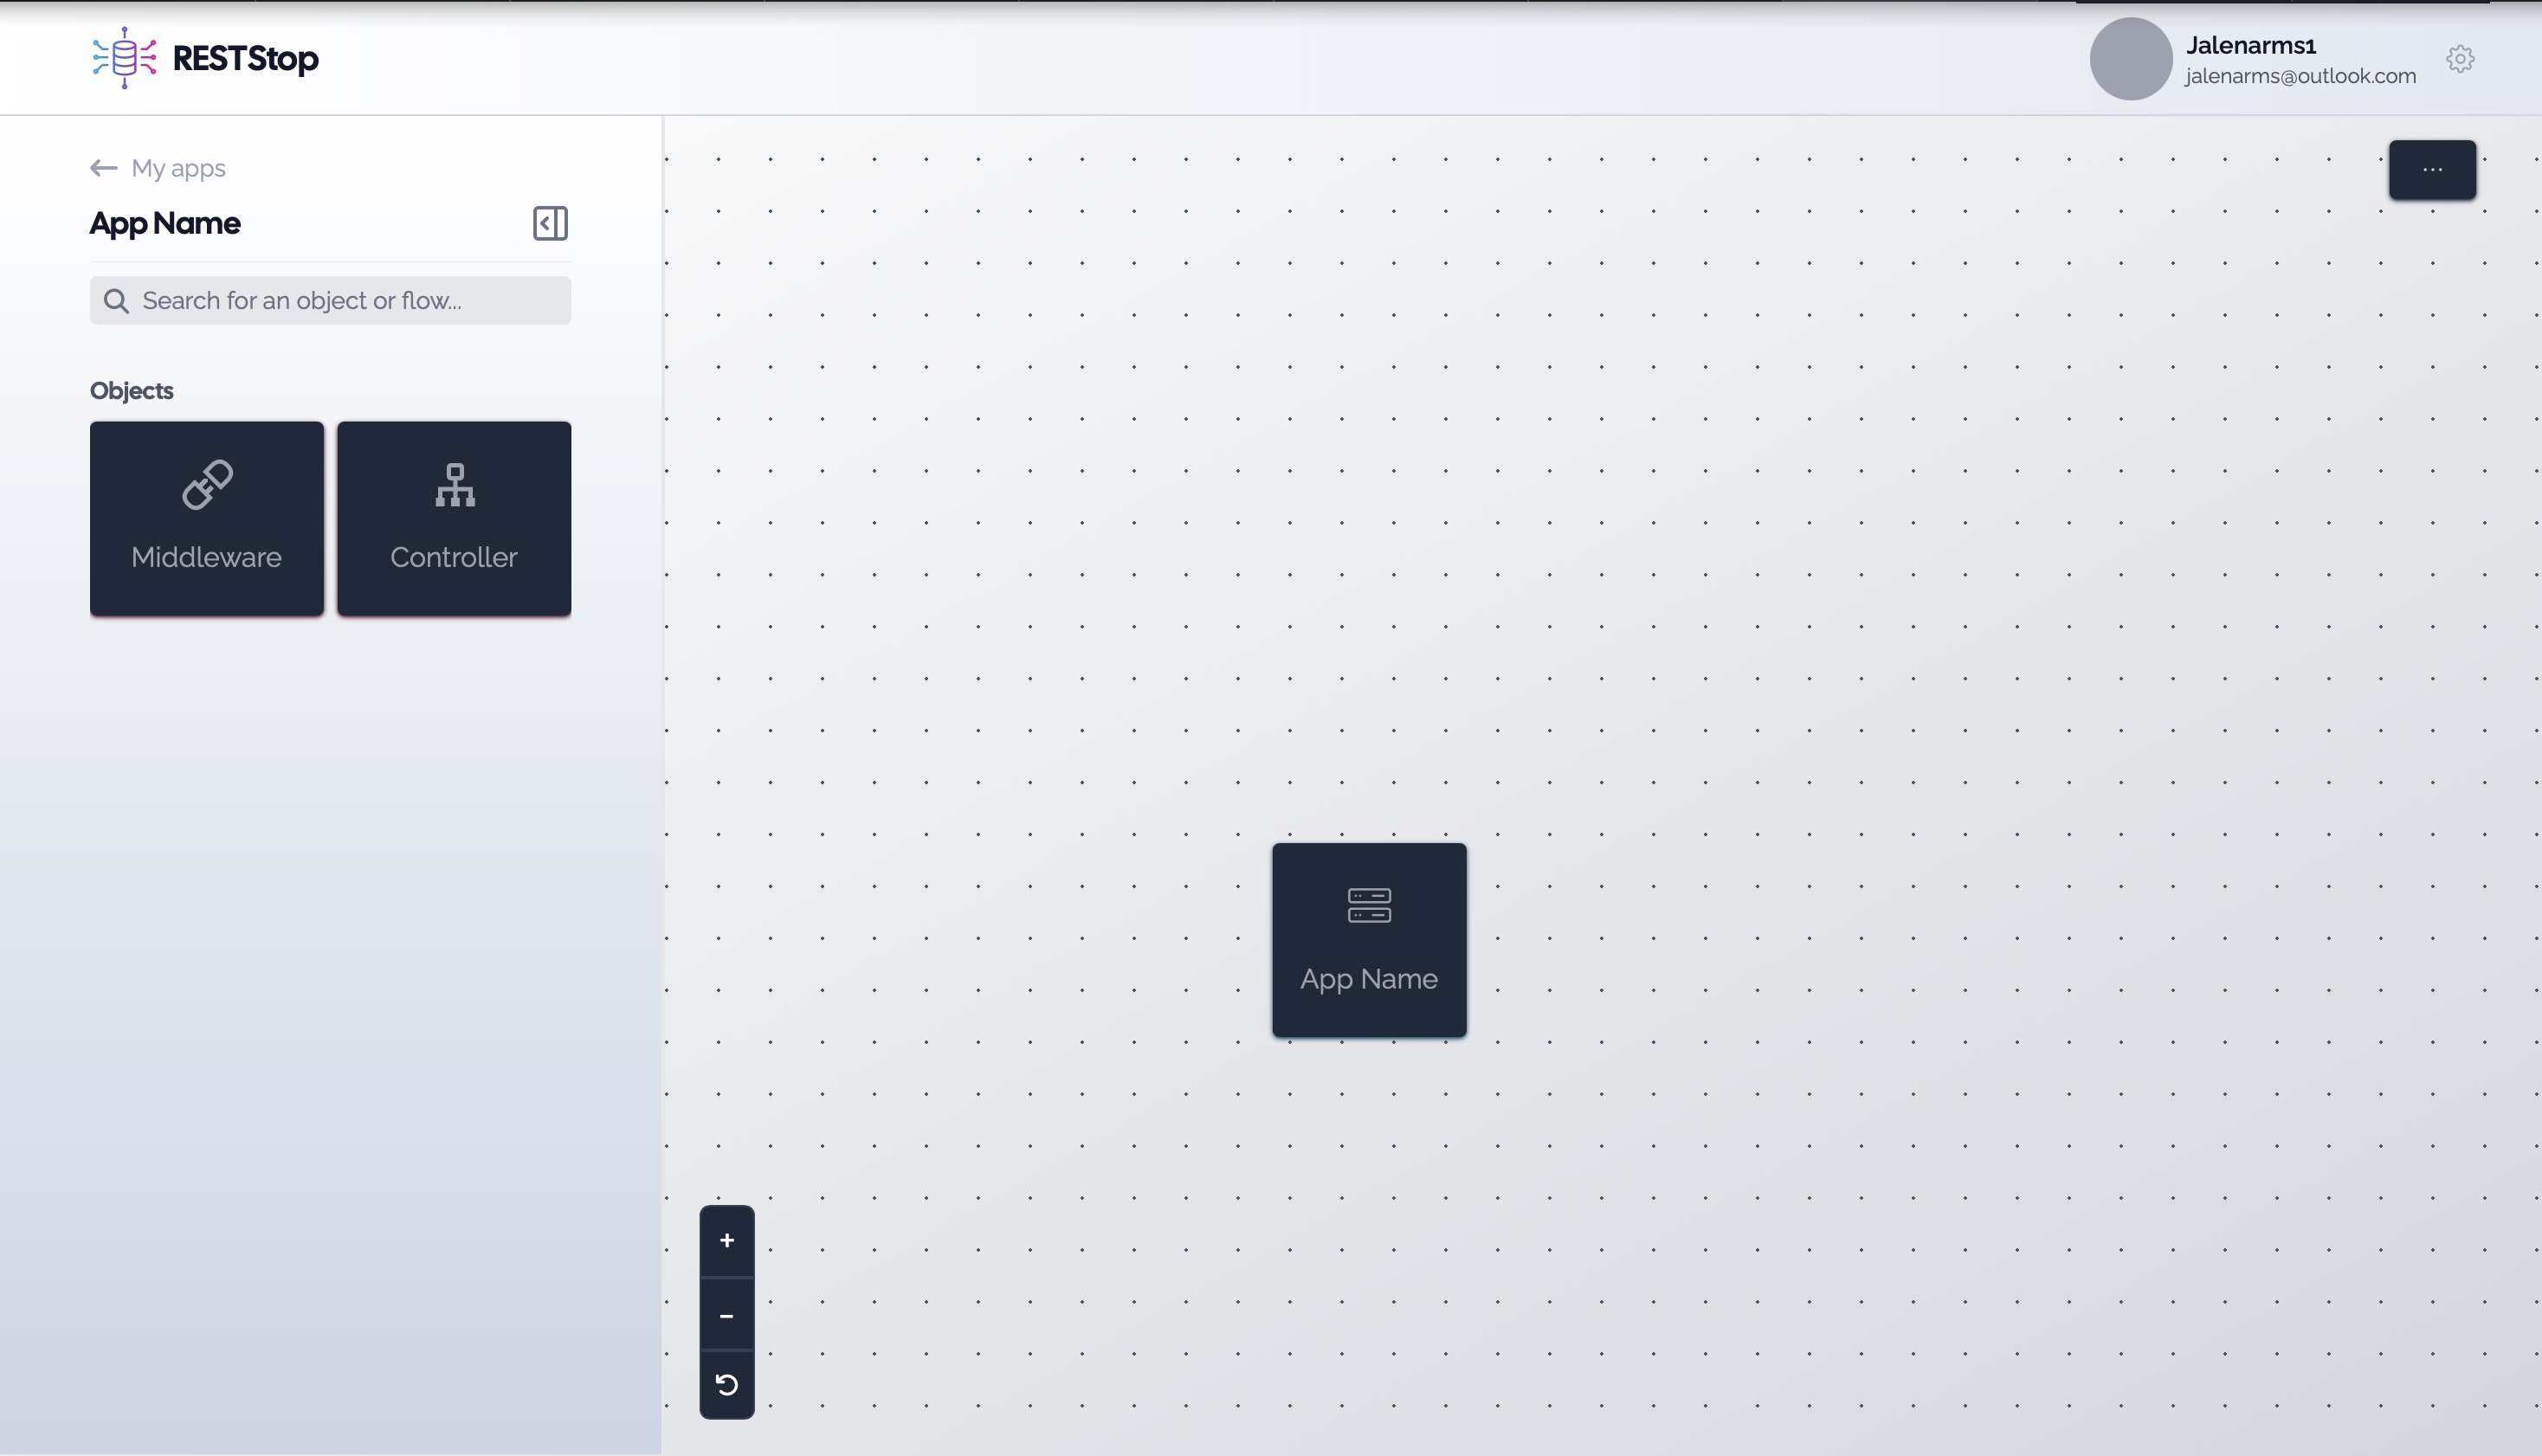 RESTStop
Jalenarms1
jalenarms@outlook.com
My apps
App Name
Search for an object or flow...
Objects
Middleware
Controller
...
App Name
+
-